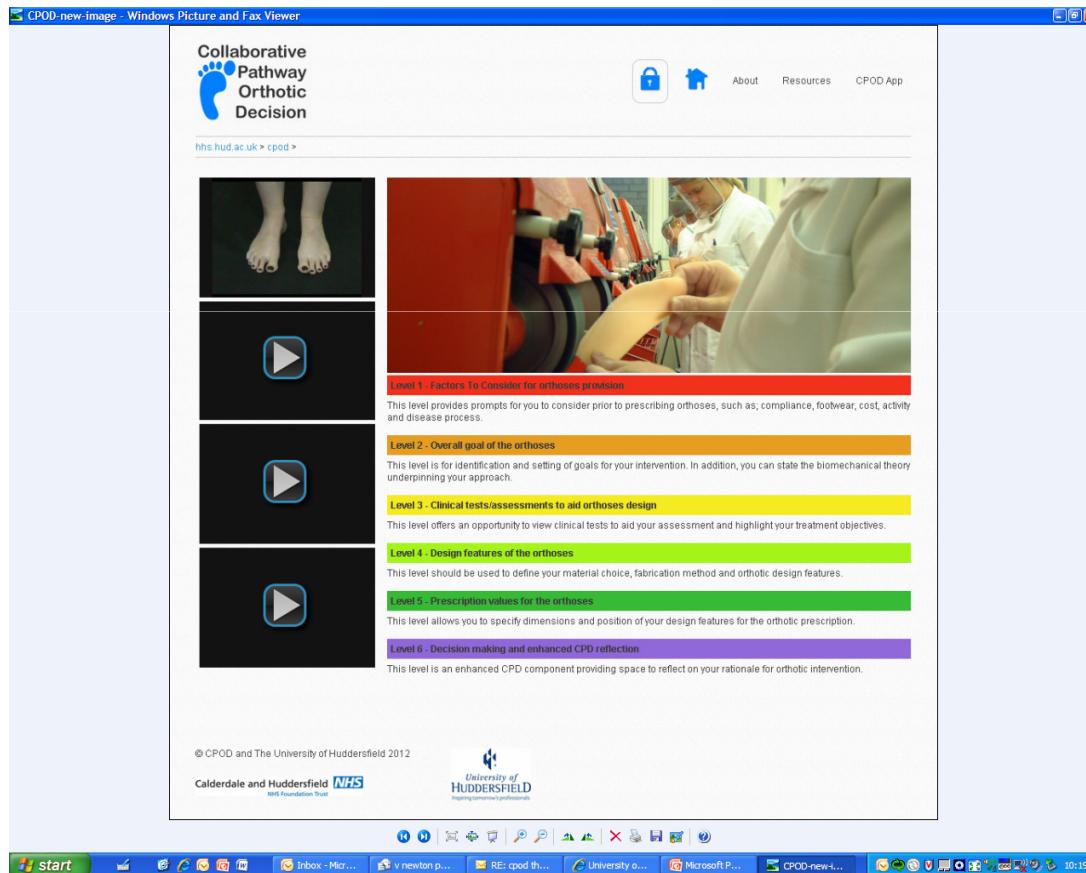 CPOD-new-image - Windows Picture and Fax Viewer
Collaborative
Pathway
Orthotic
Decision
About Resources CPOD App
hhs.hud.ac.uk > cpod >
Level 1 - Factors To Consider for orthoses provision
This level provides prompts for you to consider prior to prescribing orthoses, such as; compliance, footwear, cost, activity
and disease process.
Level 2 - Overall goal of the orthoses
This level is for identification and setting of goals for your intervention. In addition, you can state the biomechanical theory
underpinning your approach.
Level 3 - Clinical tests/assessments to aid orthoses design
This level offers an opportunity to view clinical tests to aid your assessment and highlight your treatment objectives.
Level 4 - Design features of the orthoses
This level should be used to define your material choice, fabrication method and orthotic design features.
Level 5 - Prescription values for the orthoses
This level allows you to specify dimensions and position of your design features for the orthotic prescription.
Level 6 - Decision making and enhanced CPD reflection
This level is an enhanced CPD component providing space to reflect on your rationale for orthotic intervention.
© CPOD and The University of Huddersfield 2012
Calderdale and Huddersfield NHS
NHS Foundation Trust
University of
HUDDERSFIELD
Inspiring tomorrow's professionals
start Inbox - Micr... v newton p... RE: cpod th... University o... Microsoft P... CPOD-new-i... 10:19